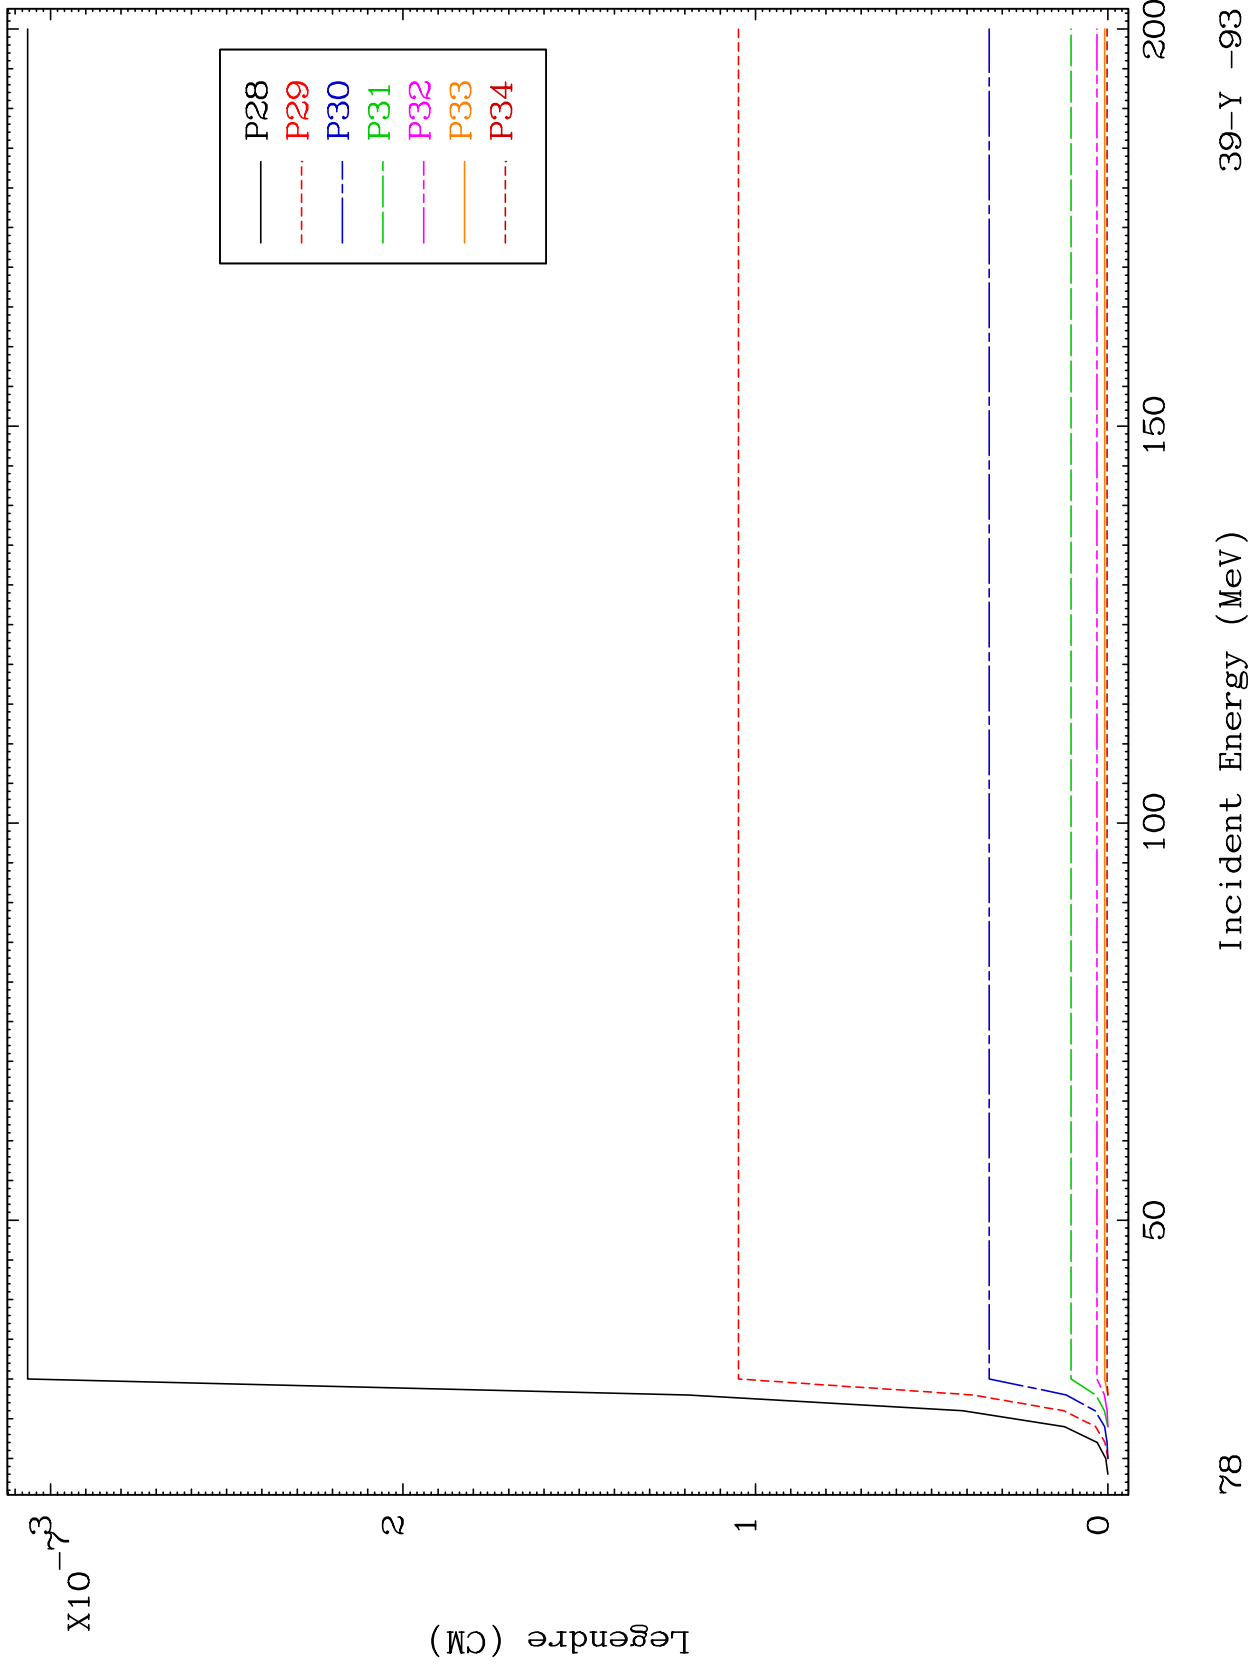 X10-7
3
2
1
0
Legendre (CM)
P28
P29
P30
P31
P32
P33
P34
50
100
150
200
Incident Energy (MeV)
78
39-Y -93